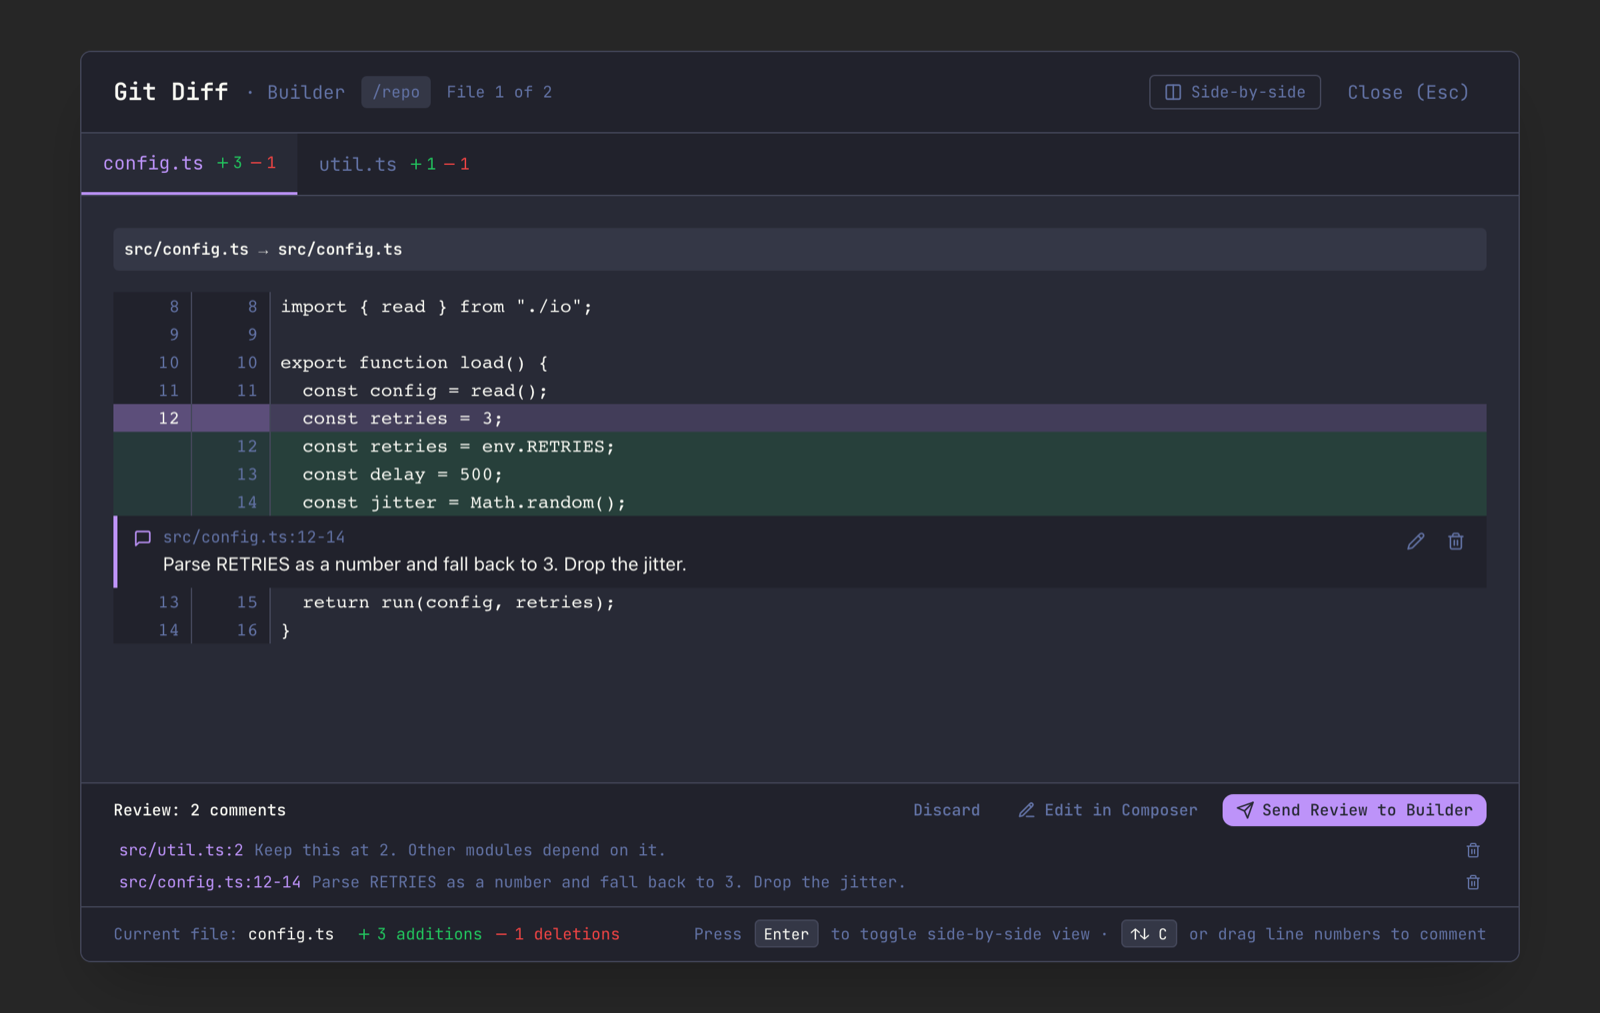 Git Diff · Builder /repo File 1 of 2 Side-by-side Close (Esc)
config.ts +3 −1 util.ts +1 −1
src/config.ts → src/config.ts
8 8 import { read } from "./io";
9 9
10 10 export function load() {
11 11 const config = read();
12 const retries = 3;
12 const retries = env.RETRIES;
13 const delay = 500;
14 const jitter = Math.random();
src/config.ts:12-14
Parse RETRIES as a number and fall back to 3. Drop the jitter.
13 15 return run(config, retries);
14 16 }
Review: 2 comments Discard Edit in Composer Send Review to Builder
src/util.ts:2 Keep this at 2. Other modules depend on it.
src/config.ts:12-14 Parse RETRIES as a number and fall back to 3. Drop the jitter.
Current file: config.ts + 3 additions − 1 deletions Press Enter to toggle side-by-side view · ↑↓ C or drag line numbers to comment